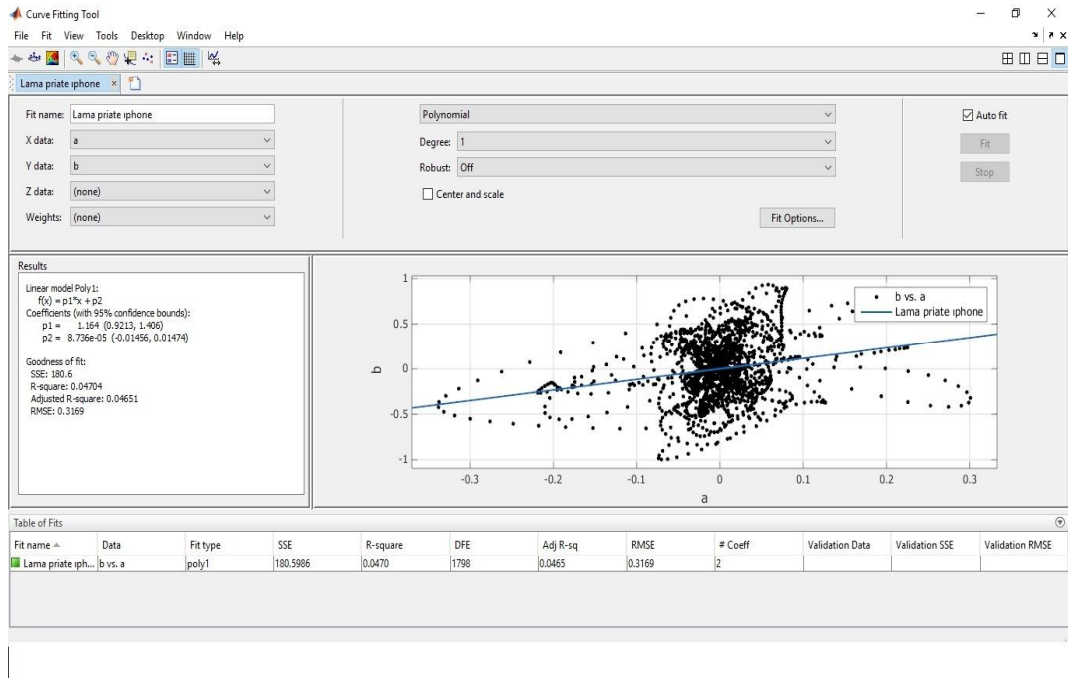 Curve Fitting Tool
File Fit View Tools Desktop Window Help
Lama priate ıphone
Fit name: Lama priate ıphone
X data: a
Y data: b
Z data: (none)
Weights: (none)
Polynomial
Degree: 1
Robust: Off
Center and scale
Fit Options...
Auto fit
Fit
Stop
Results
Linear model Poly1:
f(x) = p1*x + p2
Coefficients (with 95% confidence bounds):
p1 = 1.164 (0.9213, 1.406)
p2 = 8.736e-05 (-0.01456, 0.01474)
Goodness of fit:
SSE: 180.6
R-square: 0.04704
Adjusted R-square: 0.04651
RMSE: 0.3169
b vs. a
Lama priate ıphone
1
0.5
0
-0.5
-1
b
-0.3 -0.2 -0.1 0 0.1 0.2 0.3
a
Table of Fits
Fit name Data Fit type SSE R-square DFE Adj R-sq RMSE # Coeff Validation Data Validation SSE Validation RMSE
Lama priate ıph... b vs. a poly1 180.5986 0.0470 1798 0.0465 0.3169 2